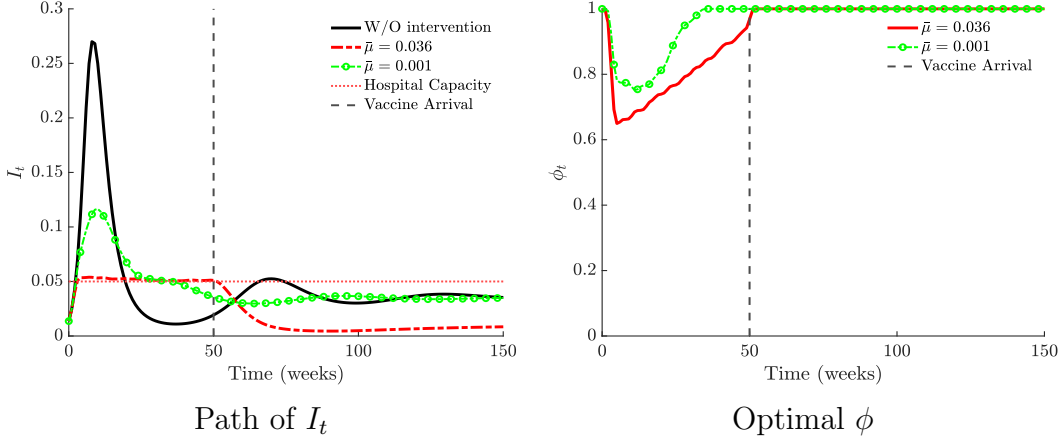 0.3
0.25
0.2
0.15
0.1
0.05
0
I_t
0 50 100 150
Time (weeks)
W/O intervention
μ̄ = 0.036
μ̄ = 0.001
Hospital Capacity
Vaccine Arrival
Path of I_t
1
0.8
0.6
0.4
0.2
0
ϕ_t
0 50 100 150
Time (weeks)
μ̄ = 0.036
μ̄ = 0.001
Vaccine Arrival
Optimal ϕ